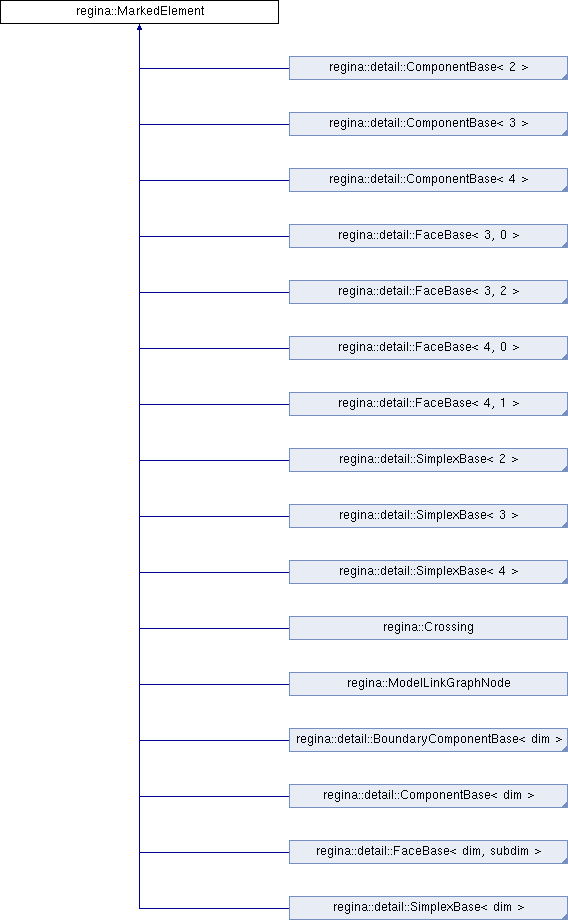 regina::MarkedElement
regina::detail::ComponentBase< 2 >
regina::detail::ComponentBase< 3 >
regina::detail::ComponentBase< 4 >
regina::detail::FaceBase< 3, 0 >
regina::detail::FaceBase< 3, 2 >
regina::detail::FaceBase< 4, 0 >
regina::detail::FaceBase< 4, 1 >
regina::detail::SimplexBase< 2 >
regina::detail::SimplexBase< 3 >
regina::detail::SimplexBase< 4 >
regina::Crossing
regina::ModelLinkGraphNode
regina::detail::BoundaryComponentBase< dim >
regina::detail::ComponentBase< dim >
regina::detail::FaceBase< dim, subdim >
regina::detail::SimplexBase< dim >